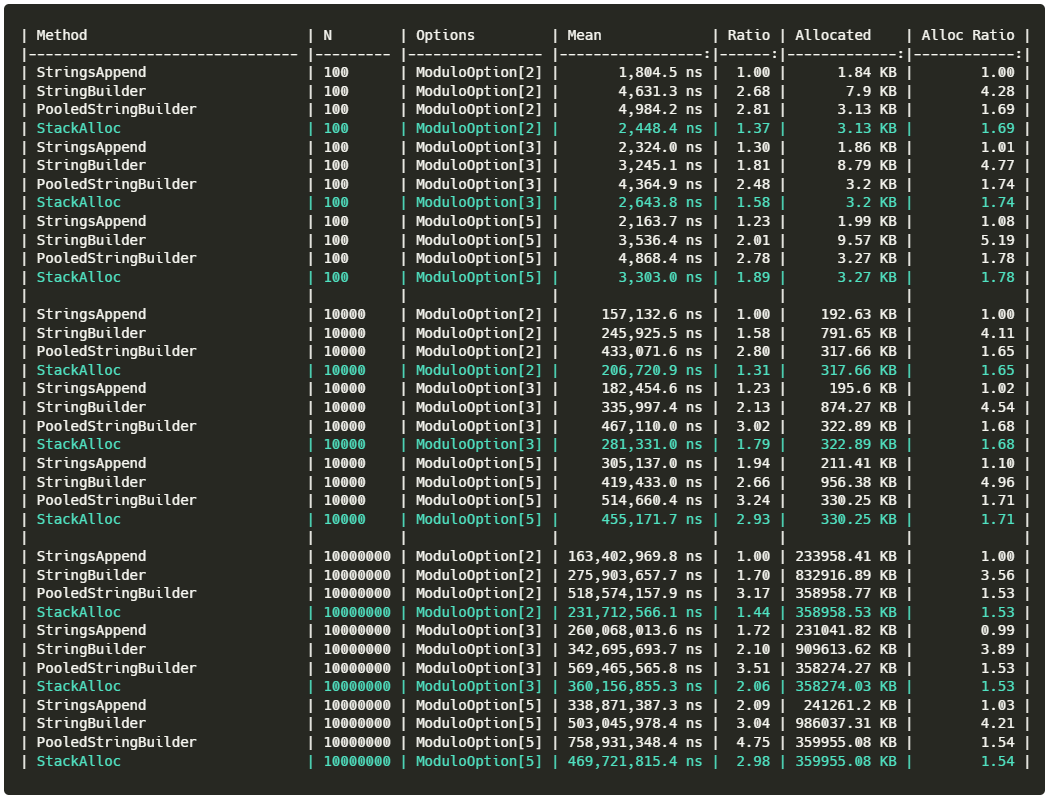 | Method | N | Options | Mean | Ratio | Allocated | Alloc Ratio |
|-------------------------------- |--------- |---------------- |-----------------:|------:|-------------:|------------:|
| StringsAppend | 100 | ModuloOption[2] | 1,804.5 ns | 1.00 | 1.84 KB | 1.00 |
| StringBuilder | 100 | ModuloOption[2] | 4,631.3 ns | 2.68 | 7.9 KB | 4.28 |
| PooledStringBuilder | 100 | ModuloOption[2] | 4,984.2 ns | 2.81 | 3.13 KB | 1.69 |
| StackAlloc | 100 | ModuloOption[2] | 2,448.4 ns | 1.37 | 3.13 KB | 1.69 |
| StringsAppend | 100 | ModuloOption[3] | 2,324.0 ns | 1.30 | 1.86 KB | 1.01 |
| StringBuilder | 100 | ModuloOption[3] | 3,245.1 ns | 1.81 | 8.79 KB | 4.77 |
| PooledStringBuilder | 100 | ModuloOption[3] | 4,364.9 ns | 2.48 | 3.2 KB | 1.74 |
| StackAlloc | 100 | ModuloOption[3] | 2,643.8 ns | 1.58 | 3.2 KB | 1.74 |
| StringsAppend | 100 | ModuloOption[5] | 2,163.7 ns | 1.23 | 1.99 KB | 1.08 |
| StringBuilder | 100 | ModuloOption[5] | 3,536.4 ns | 2.01 | 9.57 KB | 5.19 |
| PooledStringBuilder | 100 | ModuloOption[5] | 4,868.4 ns | 2.78 | 3.27 KB | 1.78 |
| StackAlloc | 100 | ModuloOption[5] | 3,303.0 ns | 1.89 | 3.27 KB | 1.78 |
| | | | | | | |
| StringsAppend | 10000 | ModuloOption[2] | 157,132.6 ns | 1.00 | 192.63 KB | 1.00 |
| StringBuilder | 10000 | ModuloOption[2] | 245,925.5 ns | 1.58 | 791.65 KB | 4.11 |
| PooledStringBuilder | 10000 | ModuloOption[2] | 433,071.6 ns | 2.80 | 317.66 KB | 1.65 |
| StackAlloc | 10000 | ModuloOption[2] | 206,720.9 ns | 1.31 | 317.66 KB | 1.65 |
| StringsAppend | 10000 | ModuloOption[3] | 182,454.6 ns | 1.23 | 195.6 KB | 1.02 |
| StringBuilder | 10000 | ModuloOption[3] | 335,997.4 ns | 2.13 | 874.27 KB | 4.54 |
| PooledStringBuilder | 10000 | ModuloOption[3] | 467,110.0 ns | 3.02 | 322.89 KB | 1.68 |
| StackAlloc | 10000 | ModuloOption[3] | 281,331.0 ns | 1.79 | 322.89 KB | 1.68 |
| StringsAppend | 10000 | ModuloOption[5] | 305,137.0 ns | 1.94 | 211.41 KB | 1.10 |
| StringBuilder | 10000 | ModuloOption[5] | 419,433.0 ns | 2.66 | 956.38 KB | 4.96 |
| PooledStringBuilder | 10000 | ModuloOption[5] | 514,660.4 ns | 3.24 | 330.25 KB | 1.71 |
| StackAlloc | 10000 | ModuloOption[5] | 455,171.7 ns | 2.93 | 330.25 KB | 1.71 |
| | | | | | | |
| StringsAppend | 10000000 | ModuloOption[2] | 163,402,969.8 ns | 1.00 | 233958.41 KB | 1.00 |
| StringBuilder | 10000000 | ModuloOption[2] | 275,903,657.7 ns | 1.70 | 832916.89 KB | 3.56 |
| PooledStringBuilder | 10000000 | ModuloOption[2] | 518,574,157.9 ns | 3.17 | 358958.77 KB | 1.53 |
| StackAlloc | 10000000 | ModuloOption[2] | 231,712,566.1 ns | 1.44 | 358958.53 KB | 1.53 |
| StringsAppend | 10000000 | ModuloOption[3] | 260,068,013.6 ns | 1.72 | 231041.82 KB | 0.99 |
| StringBuilder | 10000000 | ModuloOption[3] | 342,695,693.7 ns | 2.10 | 909613.62 KB | 3.89 |
| PooledStringBuilder | 10000000 | ModuloOption[3] | 569,465,565.8 ns | 3.51 | 358274.27 KB | 1.53 |
| StackAlloc | 10000000 | ModuloOption[3] | 360,156,855.3 ns | 2.06 | 358274.03 KB | 1.53 |
| StringsAppend | 10000000 | ModuloOption[5] | 338,871,387.3 ns | 2.09 | 241261.2 KB | 1.03 |
| StringBuilder | 10000000 | ModuloOption[5] | 503,045,978.4 ns | 3.04 | 986037.31 KB | 4.21 |
| PooledStringBuilder | 10000000 | ModuloOption[5] | 758,931,348.4 ns | 4.75 | 359955.08 KB | 1.54 |
| StackAlloc | 10000000 | ModuloOption[5] | 469,721,815.4 ns | 2.98 | 359955.08 KB | 1.54 |